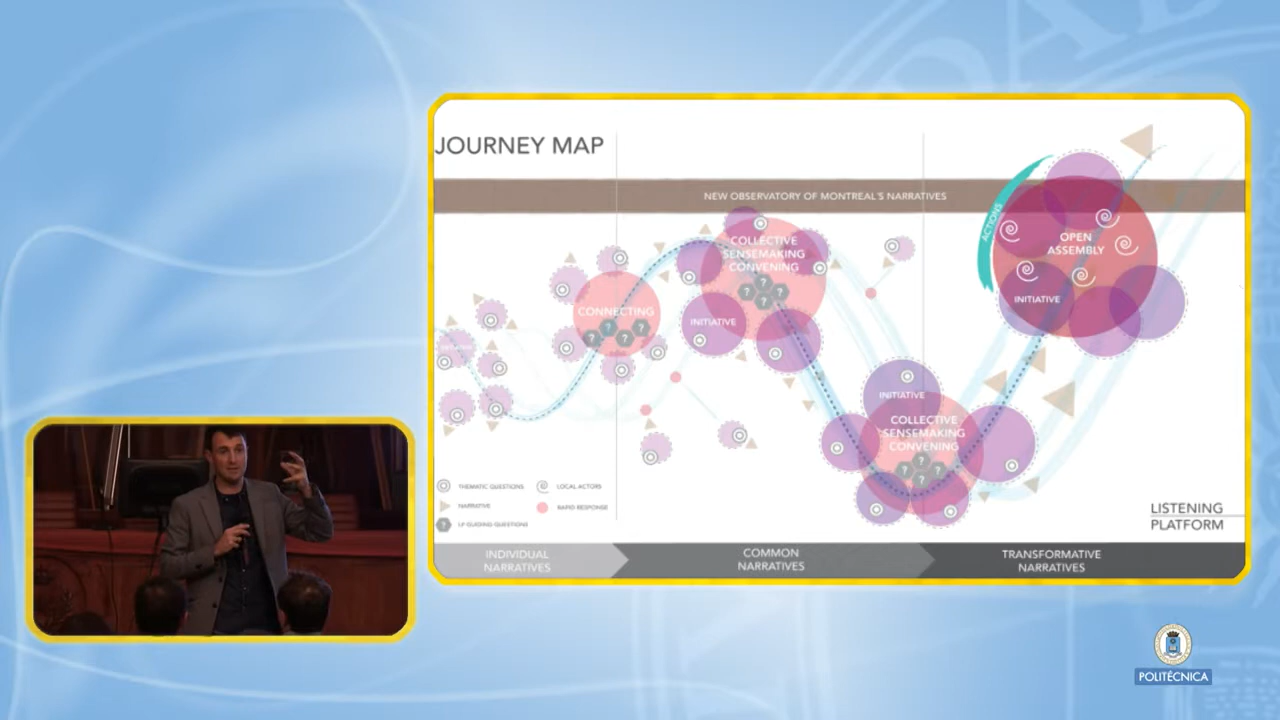 JOURNEY MAP
NEW OBSERVATORY OF MONTREAL'S NARRATIVES
ACTIONS
OPEN
ASSEMBLY
INITIATIVE
COLLECTIVE
SENSEMAKING
CONVENING
? ? ? ?
INITIATIVE
CONNECTING
? ? ? ?
INITIATIVE
COLLECTIVE
SENSEMAKING
CONVENING
? ? ? ?
THEMATIC QUESTIONS
LOCAL ACTORS
NARRATIVE
RAPID RESPONSE
? LP GUIDING QUESTIONS
LISTENING
PLATFORM
INDIVIDUAL
NARRATIVES
COMMON
NARRATIVES
TRANSFORMATIVE
NARRATIVES
POLITÉCNICA